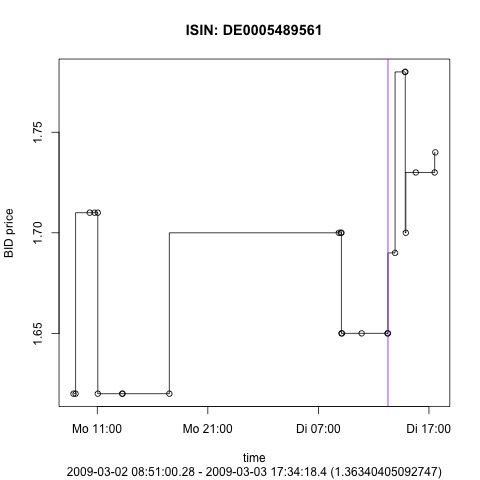 ISIN: DE0005489561
BID price
1.75
1.70
1.65
Mo 11:00 Mo 21:00 Di 07:00 Di 17:00
time
2009-03-02 08:51:00.28 - 2009-03-03 17:34:18.4 (1.36340405092747)